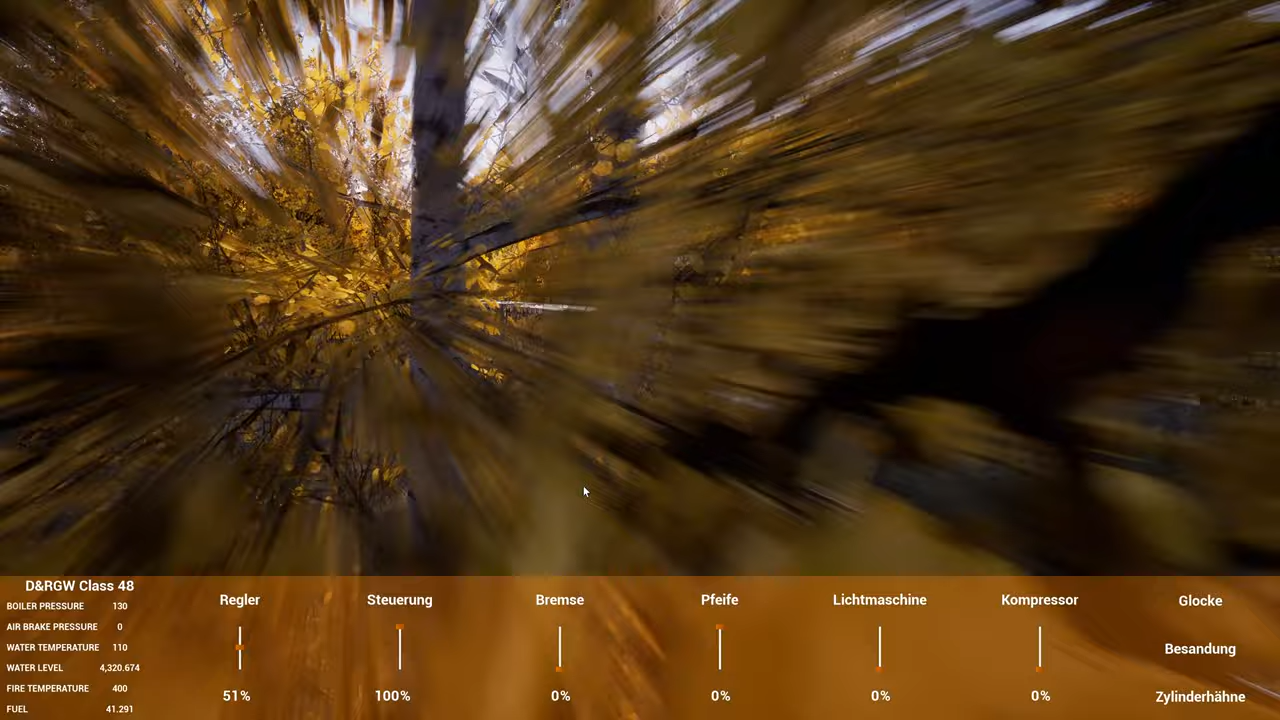 D&RGW Class 48
BOILER PRESSURE 130
AIR BRAKE PRESSURE 0
WATER TEMPERATURE 110
WATER LEVEL 4,320.674
FIRE TEMPERATURE 400
FUEL 41.291
Regler
51%
Steuerung
100%
Bremse
0%
Pfeife
0%
Lichtmaschine
0%
Kompressor
0%
Glocke
Besandung
Zylinderhähne